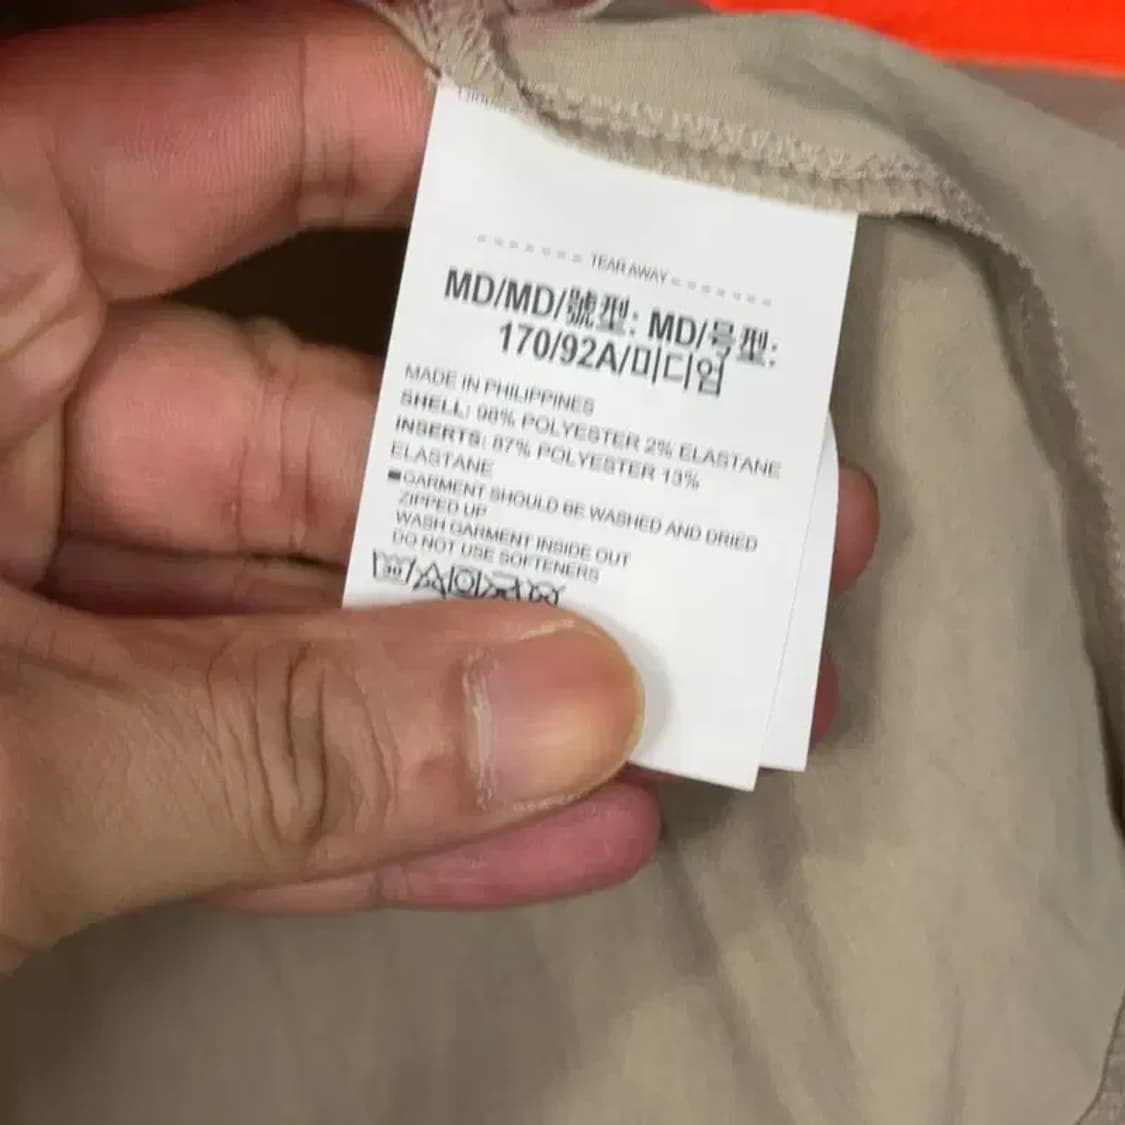 TEAR AWAY
MD/MD/號型: MD/号型:
170/92A/미디엄
MADE IN PHILIPPINES
SHELL: 98% POLYESTER 2% ELASTANE
INSERTS: 87% POLYESTER 13%
ELASTANE
■GARMENT SHOULD BE WASHED AND DRIED
ZIPPED UP
WASH GARMENT INSIDE OUT
DO NOT USE SOFTENERS
30